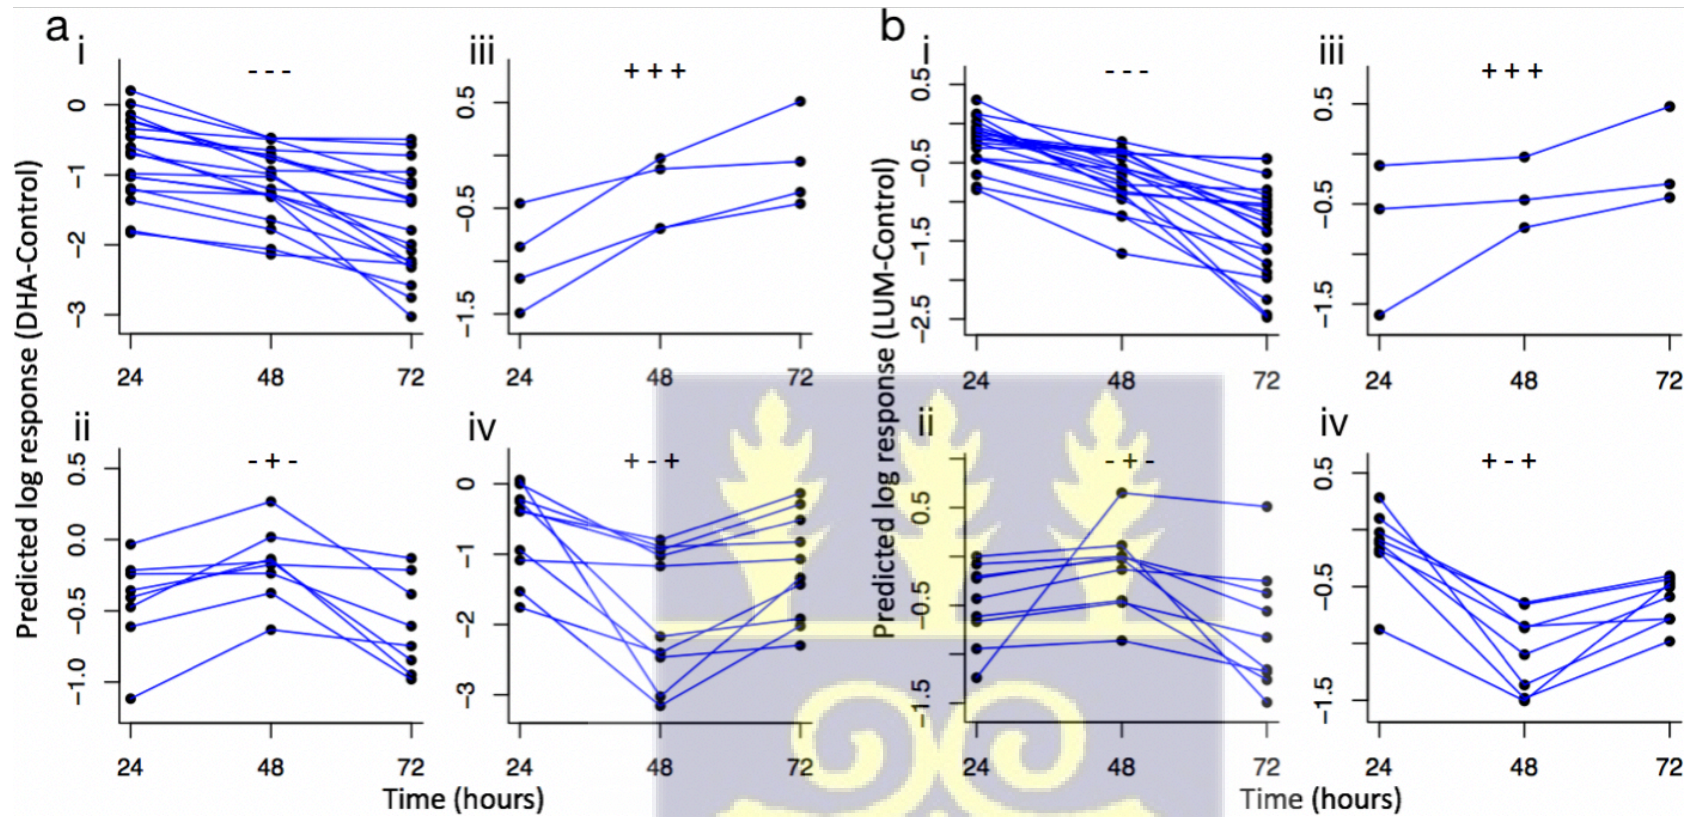 a
b
i
- - -
0
−1
−2
−3
24
48
72
iii
+ + +
0.5
−0.5
−1.5
24
48
72
i
- - -
0.5
−0.5
−1.5
−2.5
24
48
72
iii
+ + +
0.5
−0.5
−1.5
24
48
72
Predicted log response (DHA-Control)
Predicted log response (LUM-Control)
ii
- + -
0.5
0.0
−0.5
−1.0
24
48
72
iv
+ - +
0
−1
−2
−3
24
48
72
ii
- + -
0.5
−0.5
−1.5
24
48
72
iv
+ - +
0.5
−0.5
−1.5
24
48
72
Time (hours)
Time (hours)